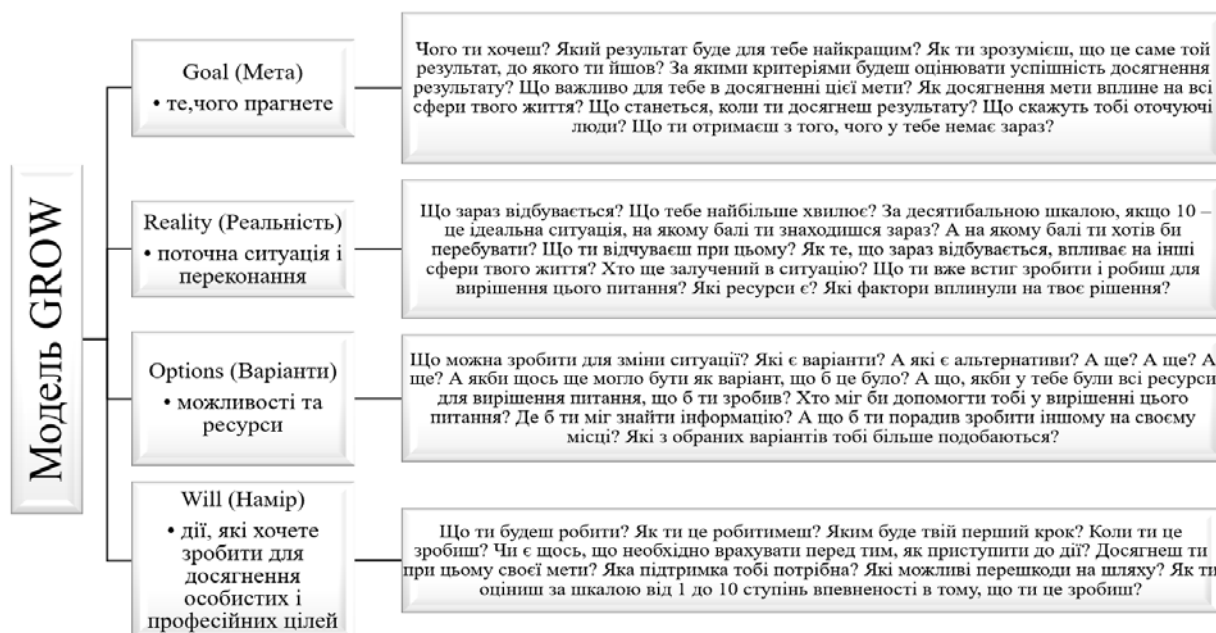 Модель GROW
Goal (Мета)
• те,чого прагнете
Чого ти хочеш? Який результат буде для тебе найкращим? Як ти зрозумієш, що це саме той
результат, до якого ти йшов? За якими критеріями будеш оцінювати успішність досягнення
результату? Що важливо для тебе в досягненні цієї мети? Як досягнення мети вплине на всі
сфери твого життя? Що станеться, коли ти досягнеш результату? Що скажуть тобі оточуючі
люди? Що ти отримаєш з того, чого у тебе немає зараз?
Reality (Реальність)
• поточна ситуація і
переконання
Що зараз відбувається? Що тебе найбільше хвилює? За десятибальною шкалою, якщо 10 –
це ідеальна ситуація, на якому балі ти знаходишся зараз? А на якому балі ти хотів би
перебувати? Що ти відчуваєш при цьому? Як те, що зараз відбувається, впливає на інші
сфери твого життя? Хто ще залучений в ситуацію? Що ти вже встиг зробити і робиш для
вирішення цього питання? Які ресурси є? Які фактори вплинули на твоє рішення?
Options (Варіанти)
• можливості та
ресурси
Що можна зробити для зміни ситуації? Які є варіанти? А які є альтернативи? А ще? А ще? А
ще? А якби щось ще могло бути як варіант, що б це було? А що, якби у тебе були всі ресурси
для вирішення питання, що б ти зробив? Хто міг би допомогти тобі у вирішенні цього
питання? Де б ти міг знайти інформацію? А що б ти порадив зробити іншому на своєму
місці? Які з обраних варіантів тобі більше подобаються?
Will (Намір)
• дії, які хочете
зробити для
досягнення
особистих і
професійних цілей
Що ти будеш робити? Як ти це робитимеш? Яким буде твій перший крок? Коли ти це
зробиш? Чи є щось, що необхідно врахувати перед тим, як приступити до дії? Досягнеш ти
при цьому своєї мети? Яка підтримка тобі потрібна? Які можливі перешкоди на шляху? Як ти
оціниш за шкалою від 1 до 10 ступінь впевненості в тому, що ти це зробиш?